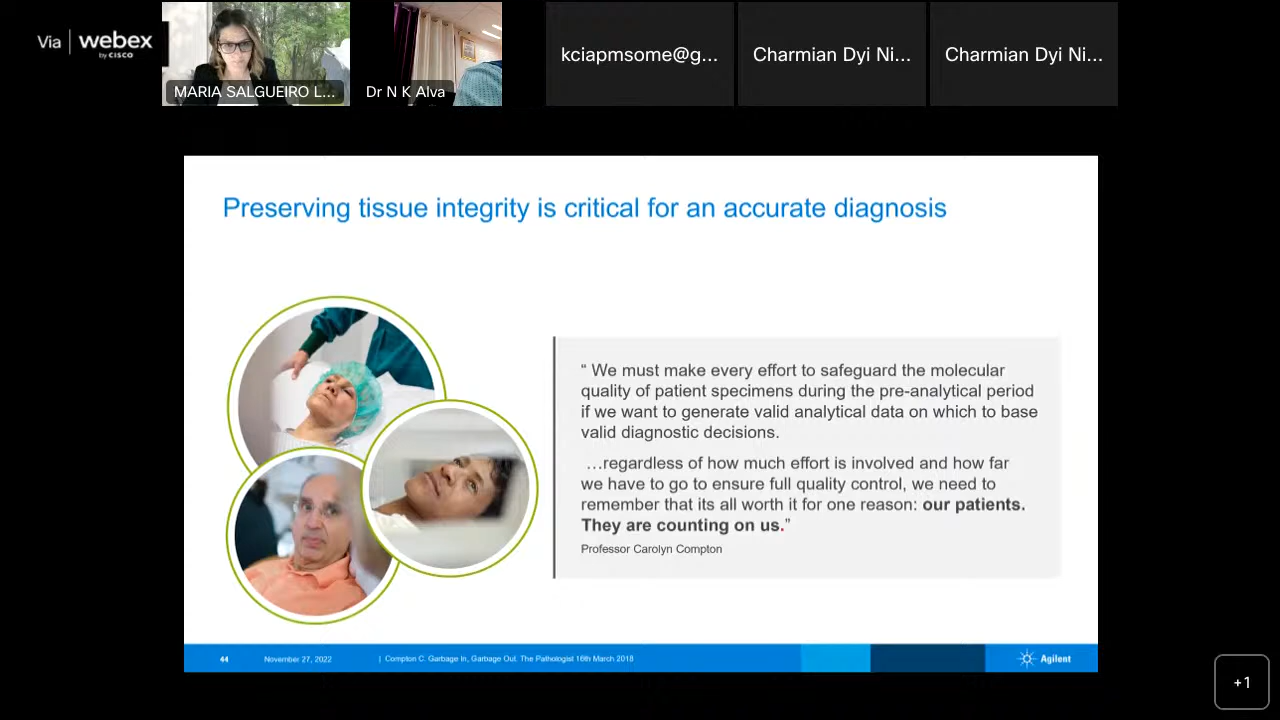 Via | webex
by CISCO
MARIA SALGUEIRO L...
Dr N K Alva
kciapmsome@g...
Charmian Dyi Ni...
Charmian Dyi Ni...
Preserving tissue integrity is critical for an accurate diagnosis
“ We must make every effort to safeguard the molecular
quality of patient specimens during the pre-analytical period
if we want to generate valid analytical data on which to base
valid diagnostic decisions.
…regardless of how much effort is involved and how far
we have to go to ensure full quality control, we need to
remember that its all worth it for one reason: our patients.
They are counting on us.”
Professor Carolyn Compton
44
November 27, 2022
| Compton C. Garbage In, Garbage Out. The Pathologist 16th March 2018
Agilent
+1